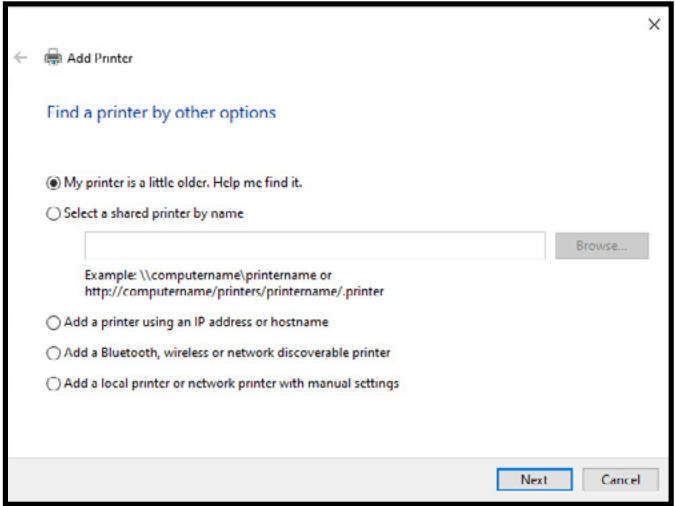 Add Printer
Find a printer by other options
My printer is a little older. Help me find it.
Select a shared printer by name
Browse...
Example: \\computername\printername or
http://computername/printers/printername/.printer
Add a printer using an IP address or hostname
Add a Bluetooth, wireless or network discoverable printer
Add a local printer or network printer with manual settings
Next Cancel